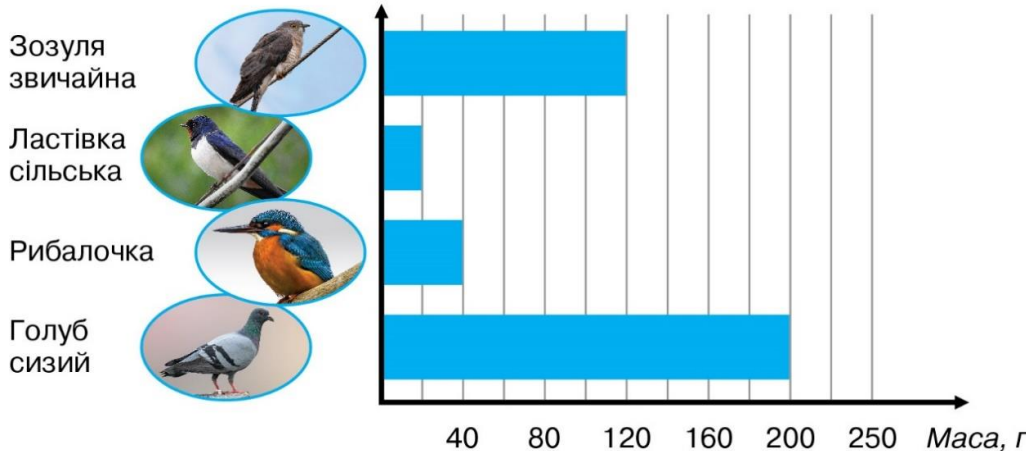 Зозуля
звичайна
Ластівка
сільська
Рибалочка
Голуб
сизий
40 80 120 160 200 250 Маса, г